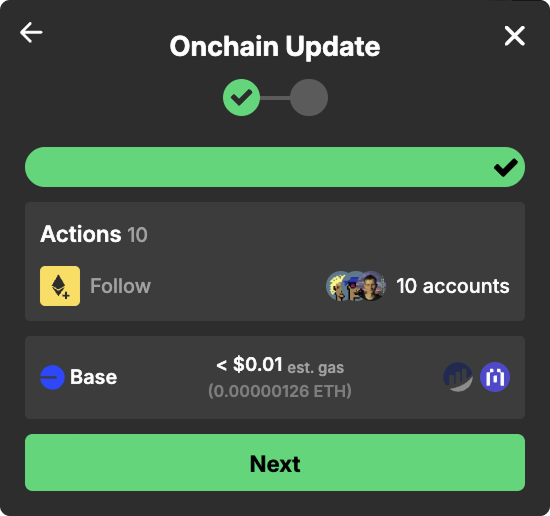 Onchain Update
Actions 10
Follow
10 accounts
Base
< $0.01 est. gas
(0.00000126 ETH)
Next